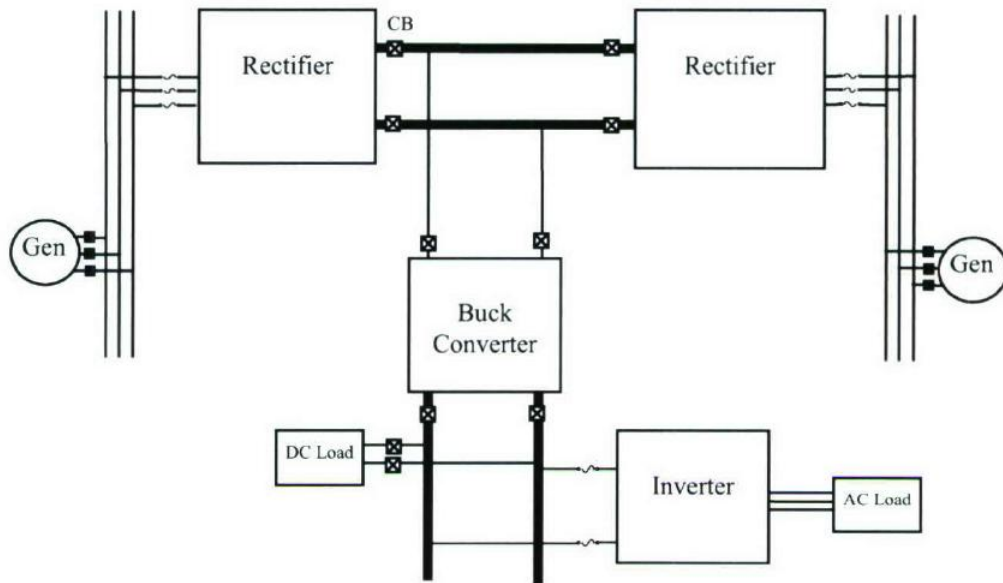 CB
Rectifier
Rectifier
Gen
Gen
Buck
Converter
DC Load
Inverter
AC Load